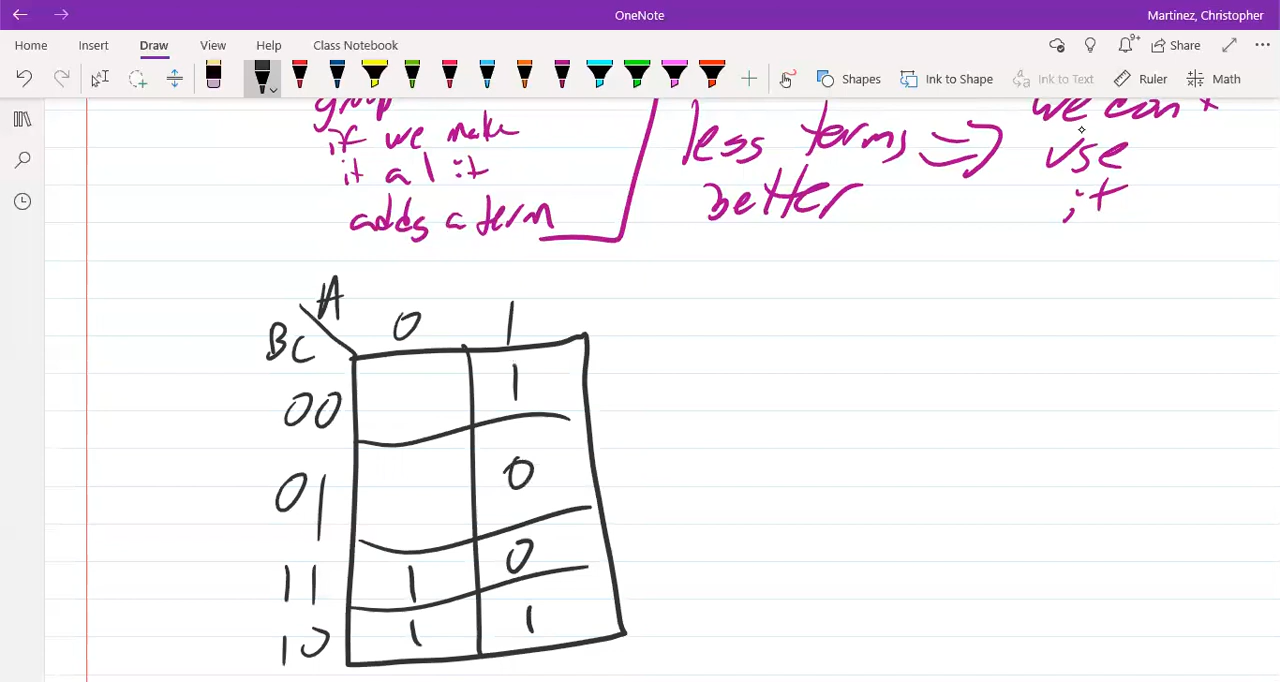 OneNote
Martínez, Christopher
Home Insert Draw View Help Class Notebook
Share
Shapes Ink to Shape Ink to Text Ruler Math
group
if we make
it a 1 it
adds a term
less terms
better
we can't
use
it
A
BC 0 1
00 1
01 0
11 1 0
10 1 1